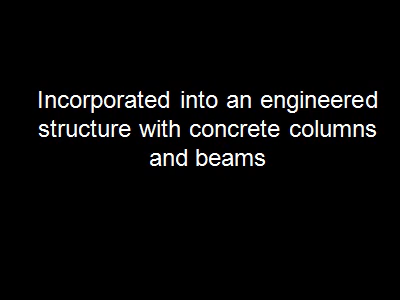 Incorporated into an engineered
structure with concrete columns
and beams